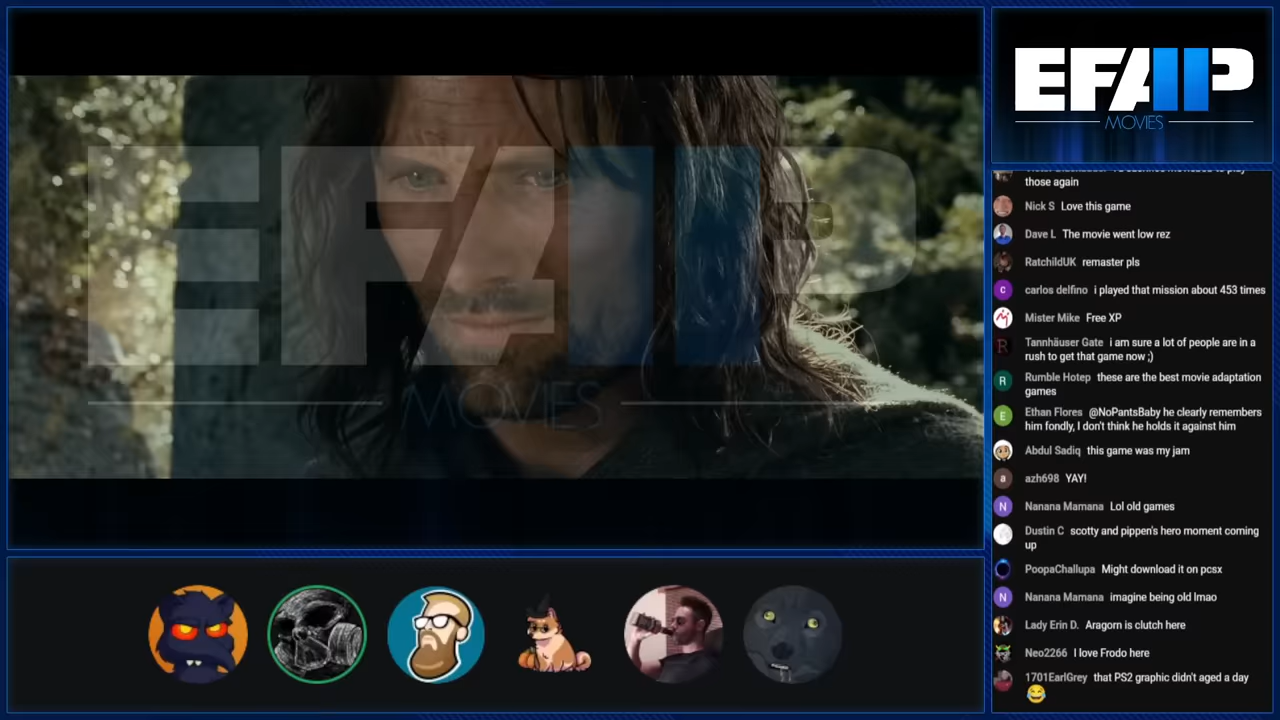 EFAP
MOVIES
EFAP
MOVIES
those again
Nick S Love this game
Dave L The movie went low rez
RatchildUK remaster pls
carlos delfino i played that mission about 453 times
Mister Mike Free XP
Tannhäuser Gate i am sure a lot of people are in a
rush to get that game now ;)
Rumble Hotep these are the best movie adaptation
games
Ethan Flores @NoPantsBaby he clearly remembers
him fondly, I don't think he holds it against him
Abdul Sadiq this game was my jam
azh698 YAY!
Nanana Mamana Lol old games
Dustin C scotty and pippen's hero moment coming
up
PoopaChallupa Might download it on pcsx
Nanana Mamana imagine being old lmao
Lady Erin D. Aragorn is clutch here
Neo2266 I love Frodo here
1701EarlGrey that PS2 graphic didn't aged a day
😂